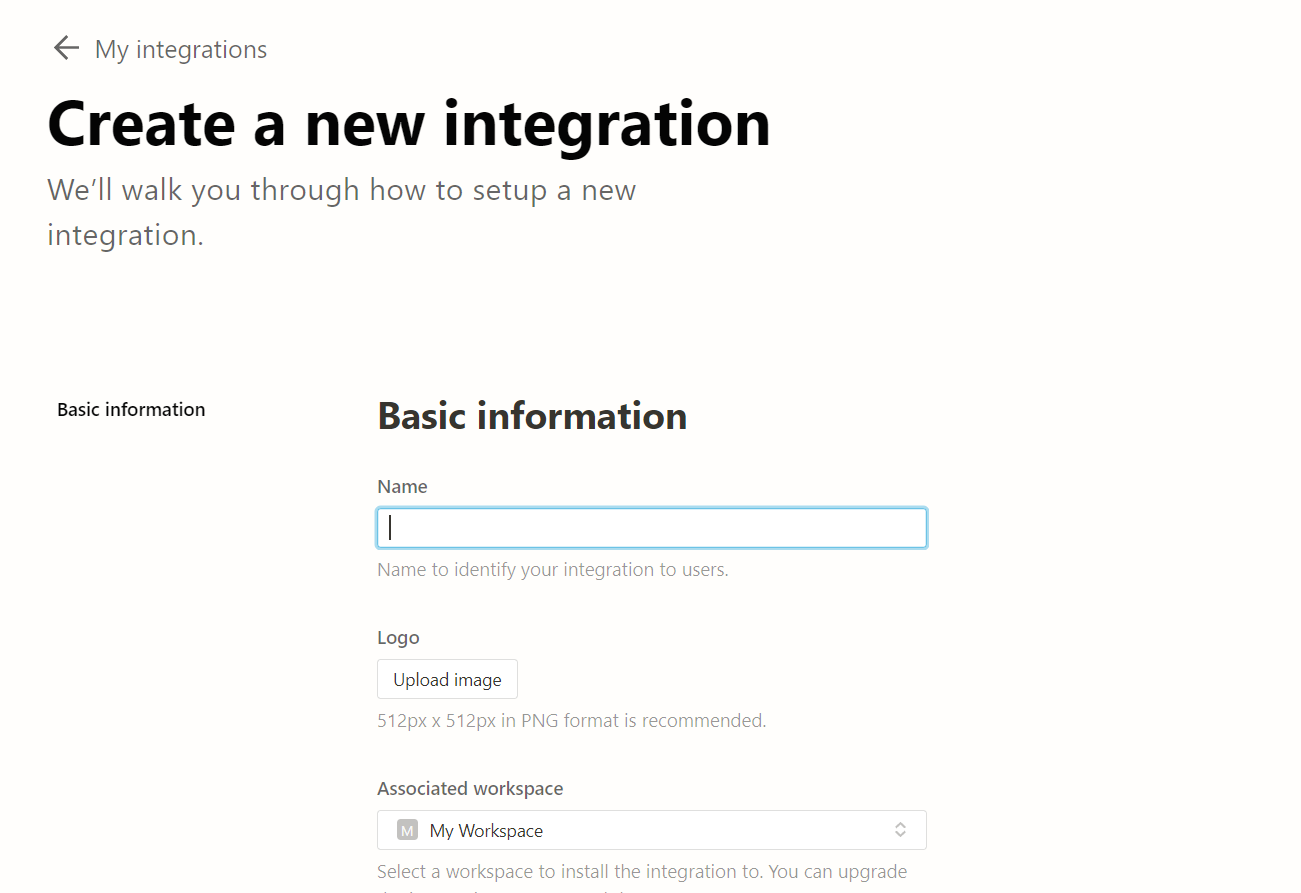 My integrations
Create a new integration
We’ll walk you through how to setup a new
integration.
Basic information
Basic information
Name
Name to identify your integration to users.
Logo
Upload image
512px x 512px in PNG format is recommended.
Associated workspace
M My Workspace
Select a workspace to install the integration to. You can upgrade